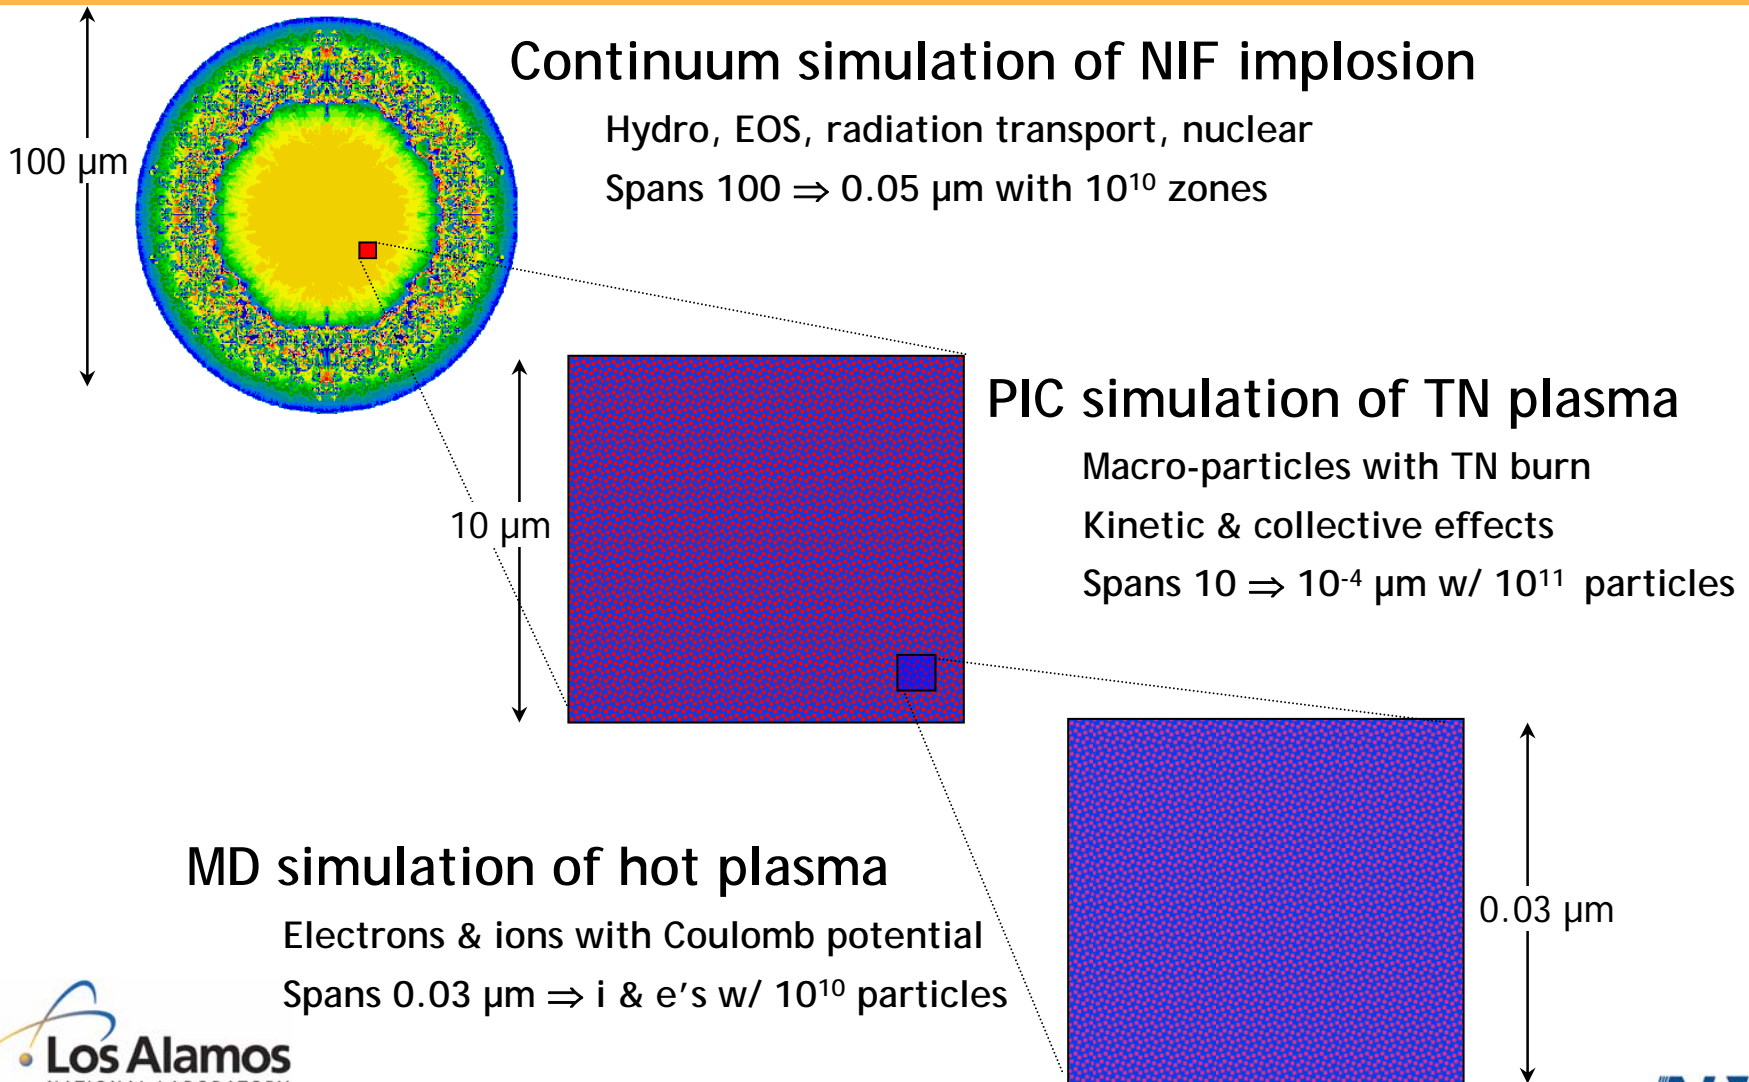 Continuum simulation of NIF implosion
Hydro, EOS, radiation transport, nuclear
Spans 100 ⇒ 0.05 µm with 10¹⁰ zones
100 µm
PIC simulation of TN plasma
Macro-particles with TN burn
Kinetic & collective effects
Spans 10 ⇒ 10⁻⁴ µm w/ 10¹¹ particles
10 µm
MD simulation of hot plasma
Electrons & ions with Coulomb potential
Spans 0.03 µm ⇒ i & e's w/ 10¹⁰ particles
0.03 µm
Los Alamos
NATIONAL LABORATORY